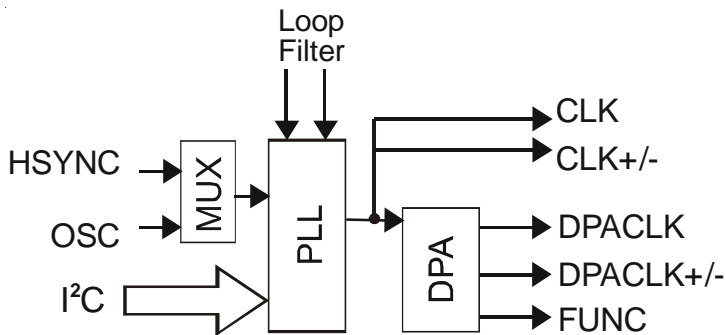 Loop
Filter
HSYNC
OSC
I²C
MUX
PLL
DPA
CLK
CLK+/-
DPACLK
DPACLK+/-
FUNC